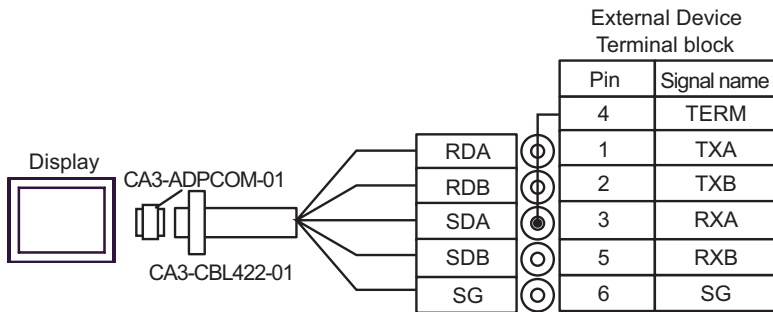 External Device
Terminal block
Pin Signal name
4 TERM
RDA 1 TXA
Display
CA3-ADPCOM-01
RDB 2 TXB
SDA 3 RXA
SDB 5 RXB
CA3-CBL422-01
SG 6 SG